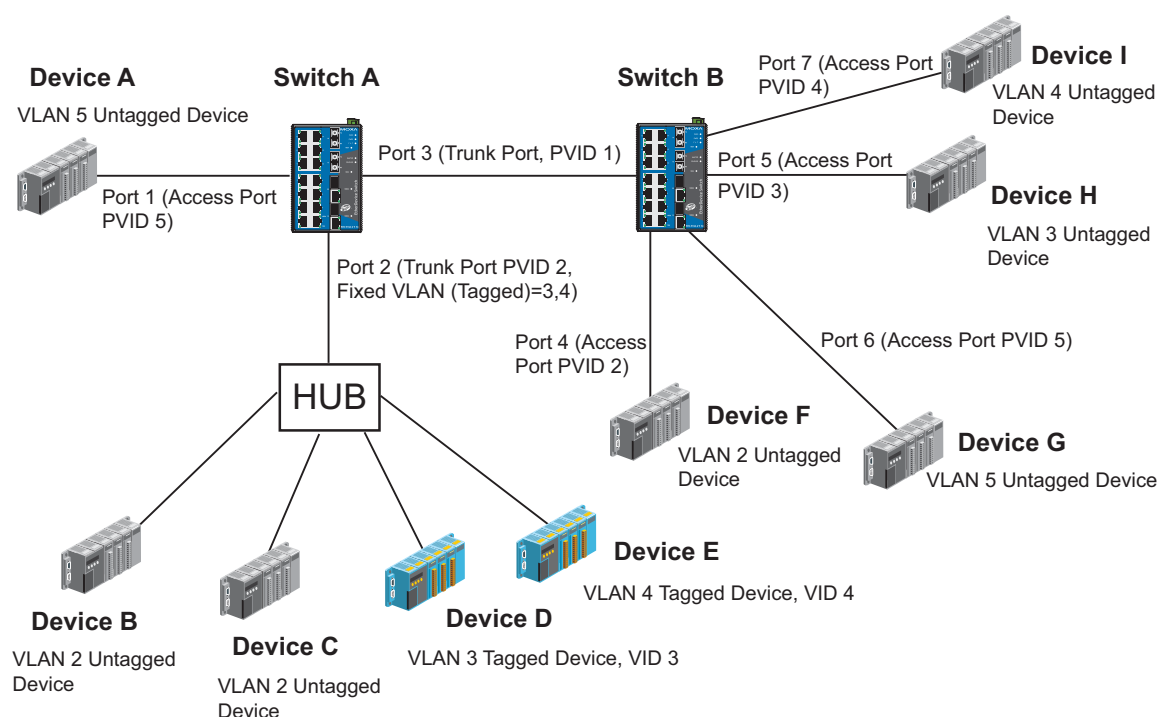 Device A
VLAN 5 Untagged Device
Switch A
Switch B
Port 7 (Access Port
PVID 4)
Device I
VLAN 4 Untagged
Device
Port 1 (Access Port
PVID 5)
Port 3 (Trunk Port, PVID 1)
Port 5 (Access Port
PVID 3)
Device H
VLAN 3 Untagged
Device
Port 2 (Trunk Port PVID 2,
Fixed VLAN (Tagged)=3,4)
Port 4 (Access
Port PVID 2)
Port 6 (Access Port PVID 5)
HUB
Device F
VLAN 2 Untagged
Device
Device G
VLAN 5 Untagged Device
Device B
VLAN 2 Untagged
Device
Device C
VLAN 2 Untagged
Device
Device D
VLAN 3 Tagged Device, VID 3
Device E
VLAN 4 Tagged Device, VID 4
MOXA
MOXA